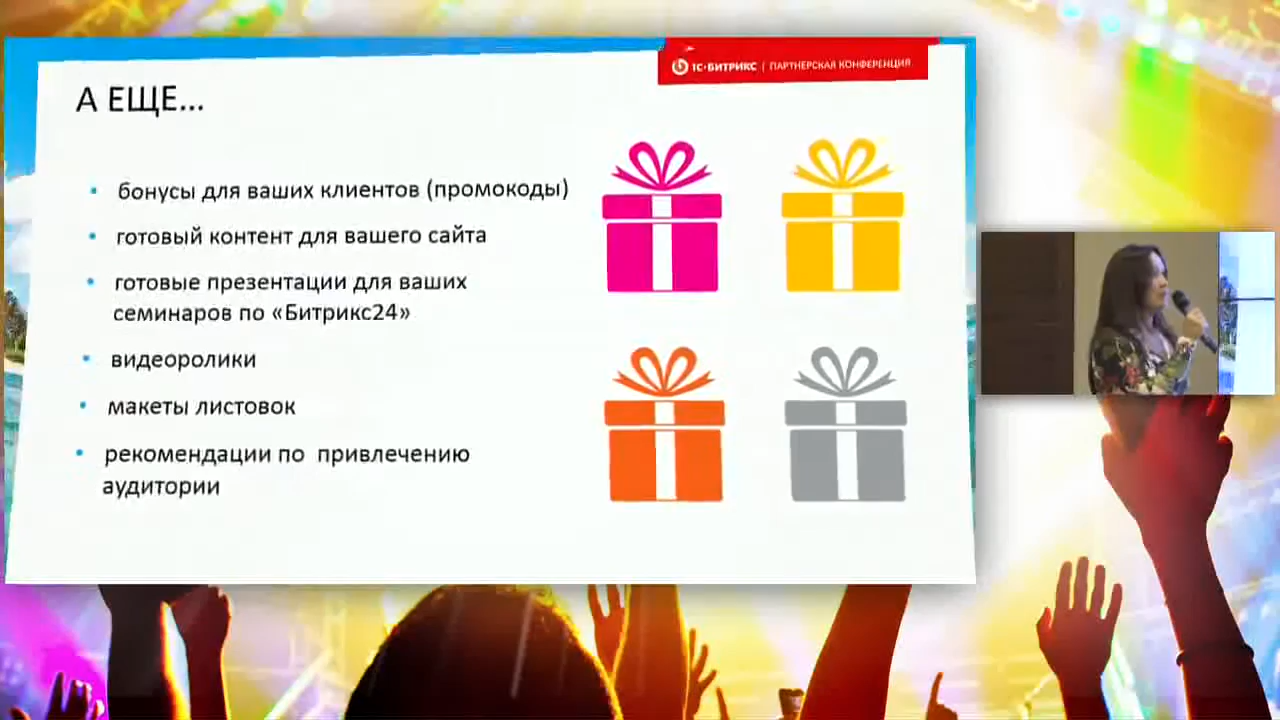 1С•БИТРИКС | ПАРТНЕРСКАЯ КОНФЕРЕНЦИЯ
А ЕЩЕ...
• бонусы для ваших клиентов (промокоды)
• готовый контент для вашего сайта
• готовые презентации для ваших
семинаров по «Битрикс24»
• видеоролики
• макеты листовок
• рекомендации по привлечению
аудитории